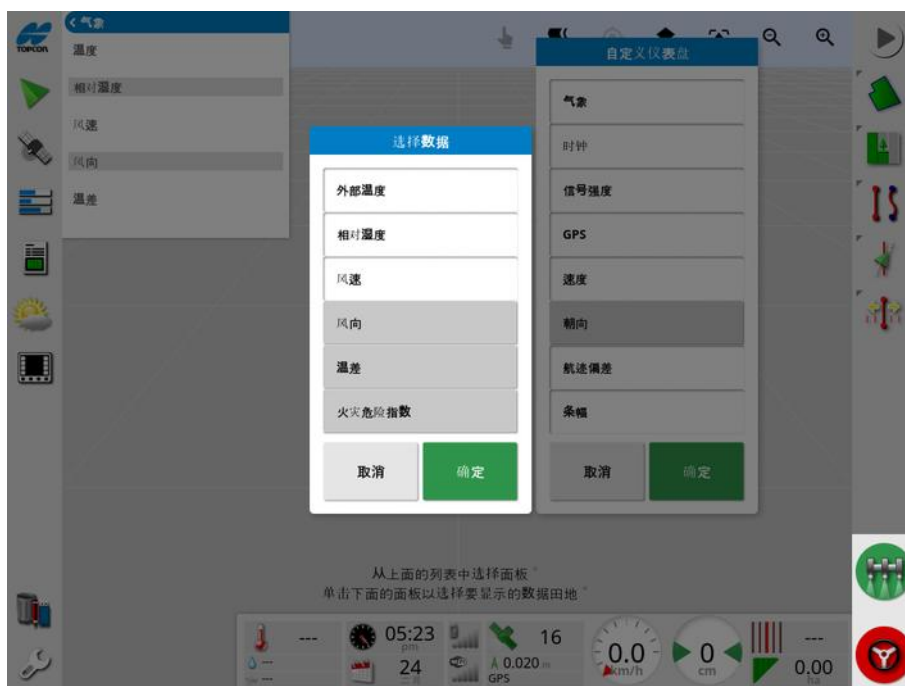 TOPCON
< 气象
温度
相对湿度
风速
风向
温差
选择数据
外部温度
相对湿度
风速
风向
温差
火灾危险指数
取消
确定
自定义仪表盘
气象
时钟
信号强度
GPS
速度
朝向
航迹偏差
条幅
取消
确定
从上面的列表中选择面板。
单击下面的面板以选择要显示的数据田地。
---
---
05:23
pm
24
二月
16
0.020 m
GPS
0.0
km/h
0
cm
---
0.00
ha